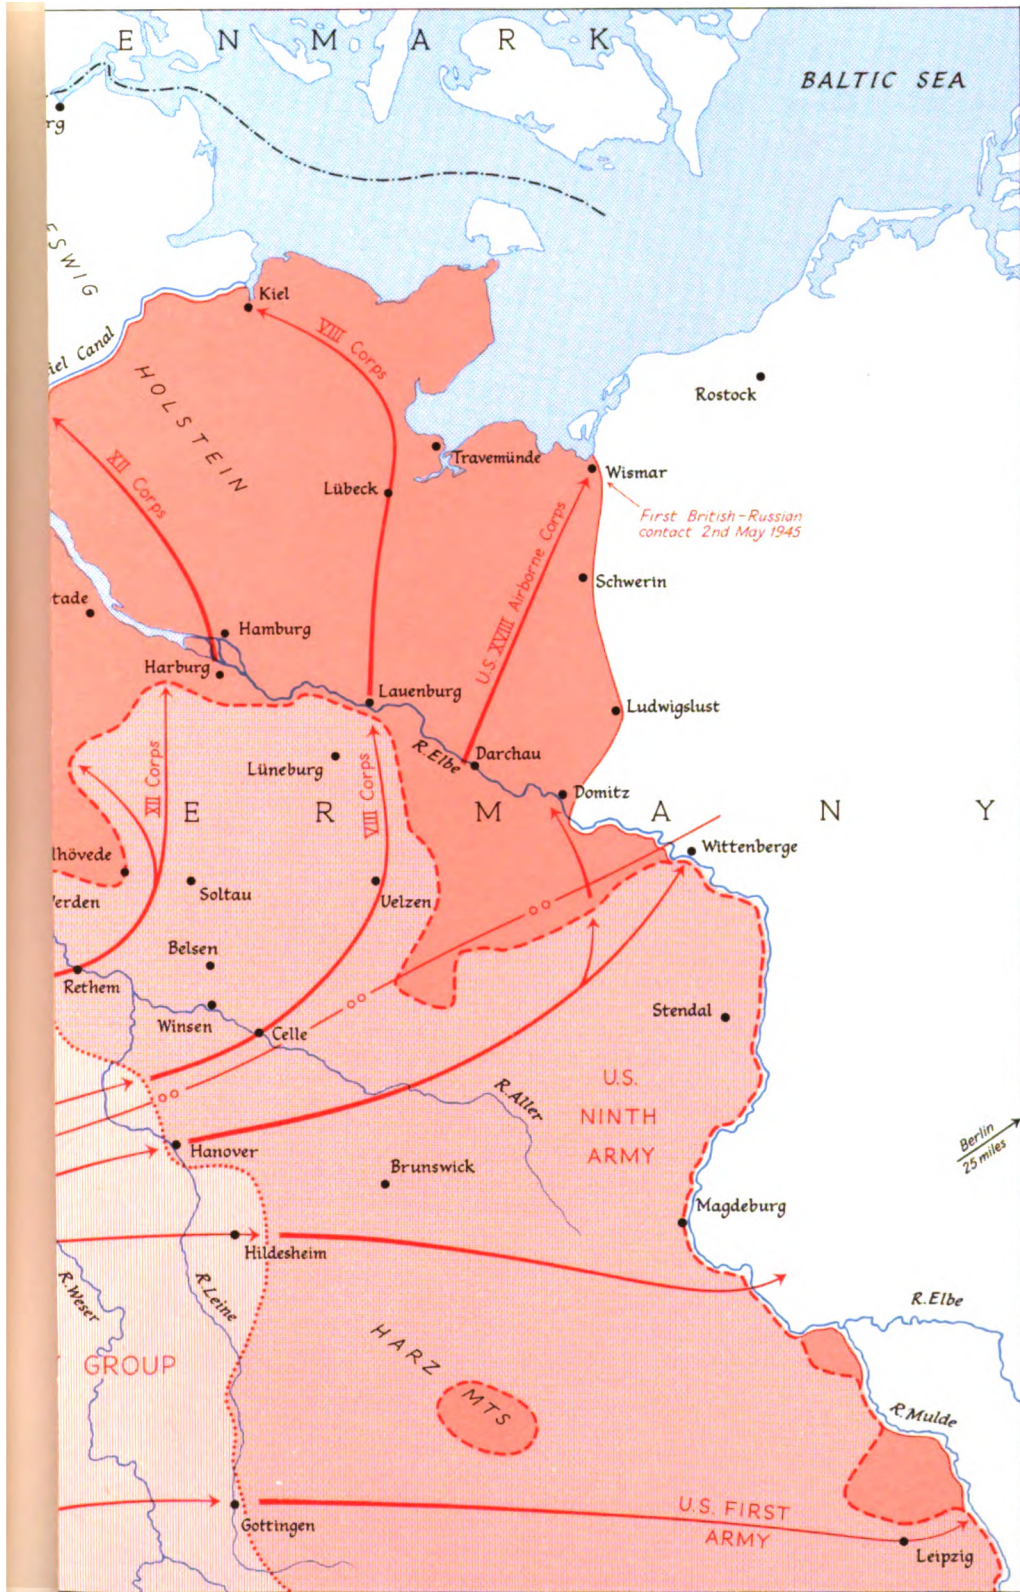 ENMARK
BALTIC SEA
rg
ESWIG
Kiel
iel Canal
VIII Corps
HOLSTEIN
Rostock
XII Corps
Travemünde
Lübeck
Wismar
First British-Russian
contact 2nd May 1945
U.S. XVIII Airborne Corps
Schwerin
tade
Hamburg
Harburg
Lauenburg
Ludwigslust
R.Elbe
Darchau
Lüneburg
XII Corps
VIII Corps
Domitz
ERMANY
Wittenberge
lhövede
Verden
Soltau
Uelzen
Belsen
Rethem
Winsen
Celle
Stendal
U.S.
NINTH
ARMY
R.Aller
Hanover
Berlin
25 miles
Brunswick
Magdeburg
Hildesheim
R.Weser
R.Leine
R.Elbe
HARZ
MTS
GROUP
R.Mulde
U.S. FIRST
ARMY
Gottingen
Leipzig